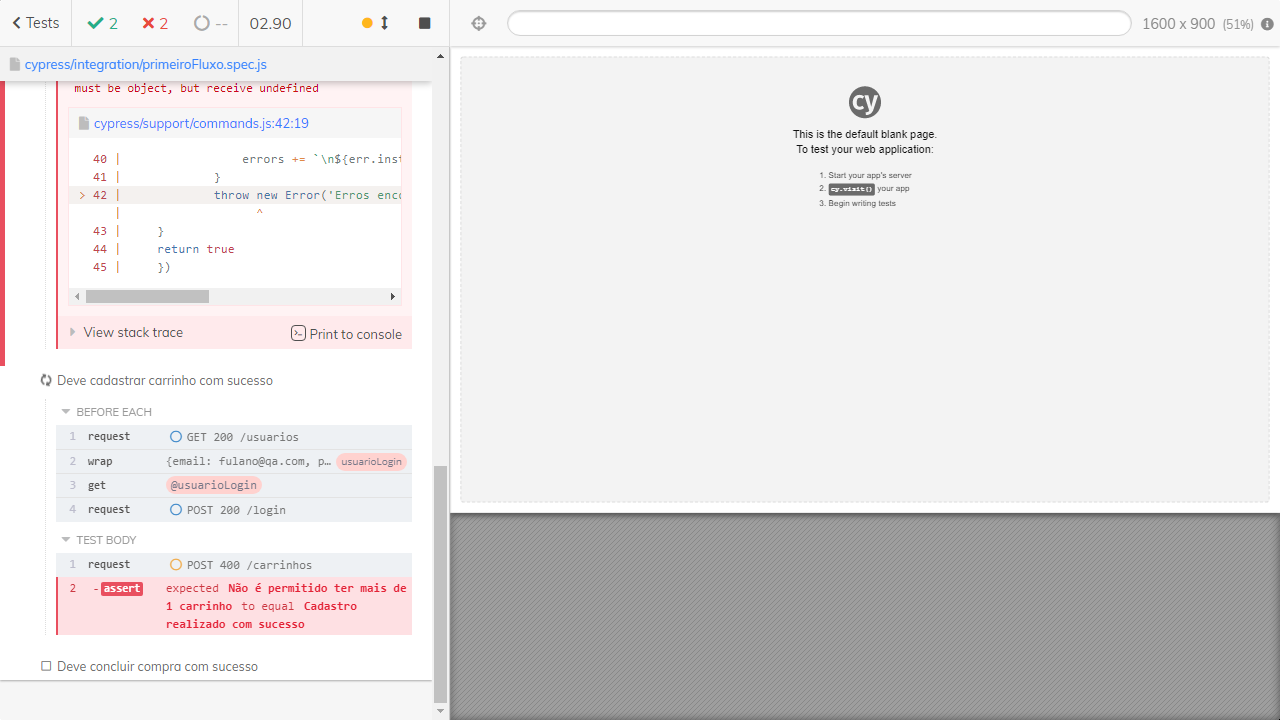 Tests
2
2
--
02.90
1600 x 900 (51%)
cypress/integration/primeiroFluxo.spec.js
must be object, but receive undefined
cypress/support/commands.js:42:19
40 | errors += `\n${err.inst
41 | }
> 42 | throw new Error('Erros enco
| ^
43 | }
44 | return true
45 | })
View stack trace
Print to console
Deve cadastrar carrinho com sucesso
BEFORE EACH
1 request GET 200 /usuarios
2 wrap {email: fulano@qa.com, p… usuarioLogin
3 get @usuarioLogin
4 request POST 200 /login
TEST BODY
1 request POST 400 /carrinhos
2 -assert expected Não é permitido ter mais de
1 carrinho to equal Cadastro
realizado com sucesso
Deve concluir compra com sucesso
cy
This is the default blank page.
To test your web application:
1. Start your app's server
2. cy.visit() your app
3. Begin writing tests